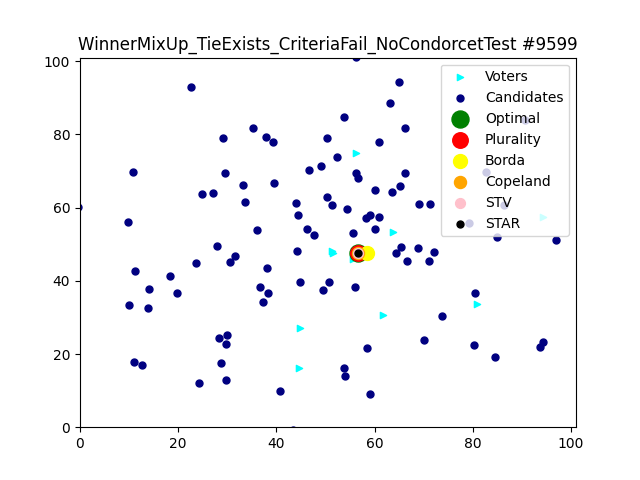 WinnerMixUp_TieExists_CriteriaFail_NoCondorcetTest #9599
100
80
60
40
20
0
0
20
40
60
80
100
Voters
Candidates
Optimal
Plurality
Borda
Copeland
STV
STAR